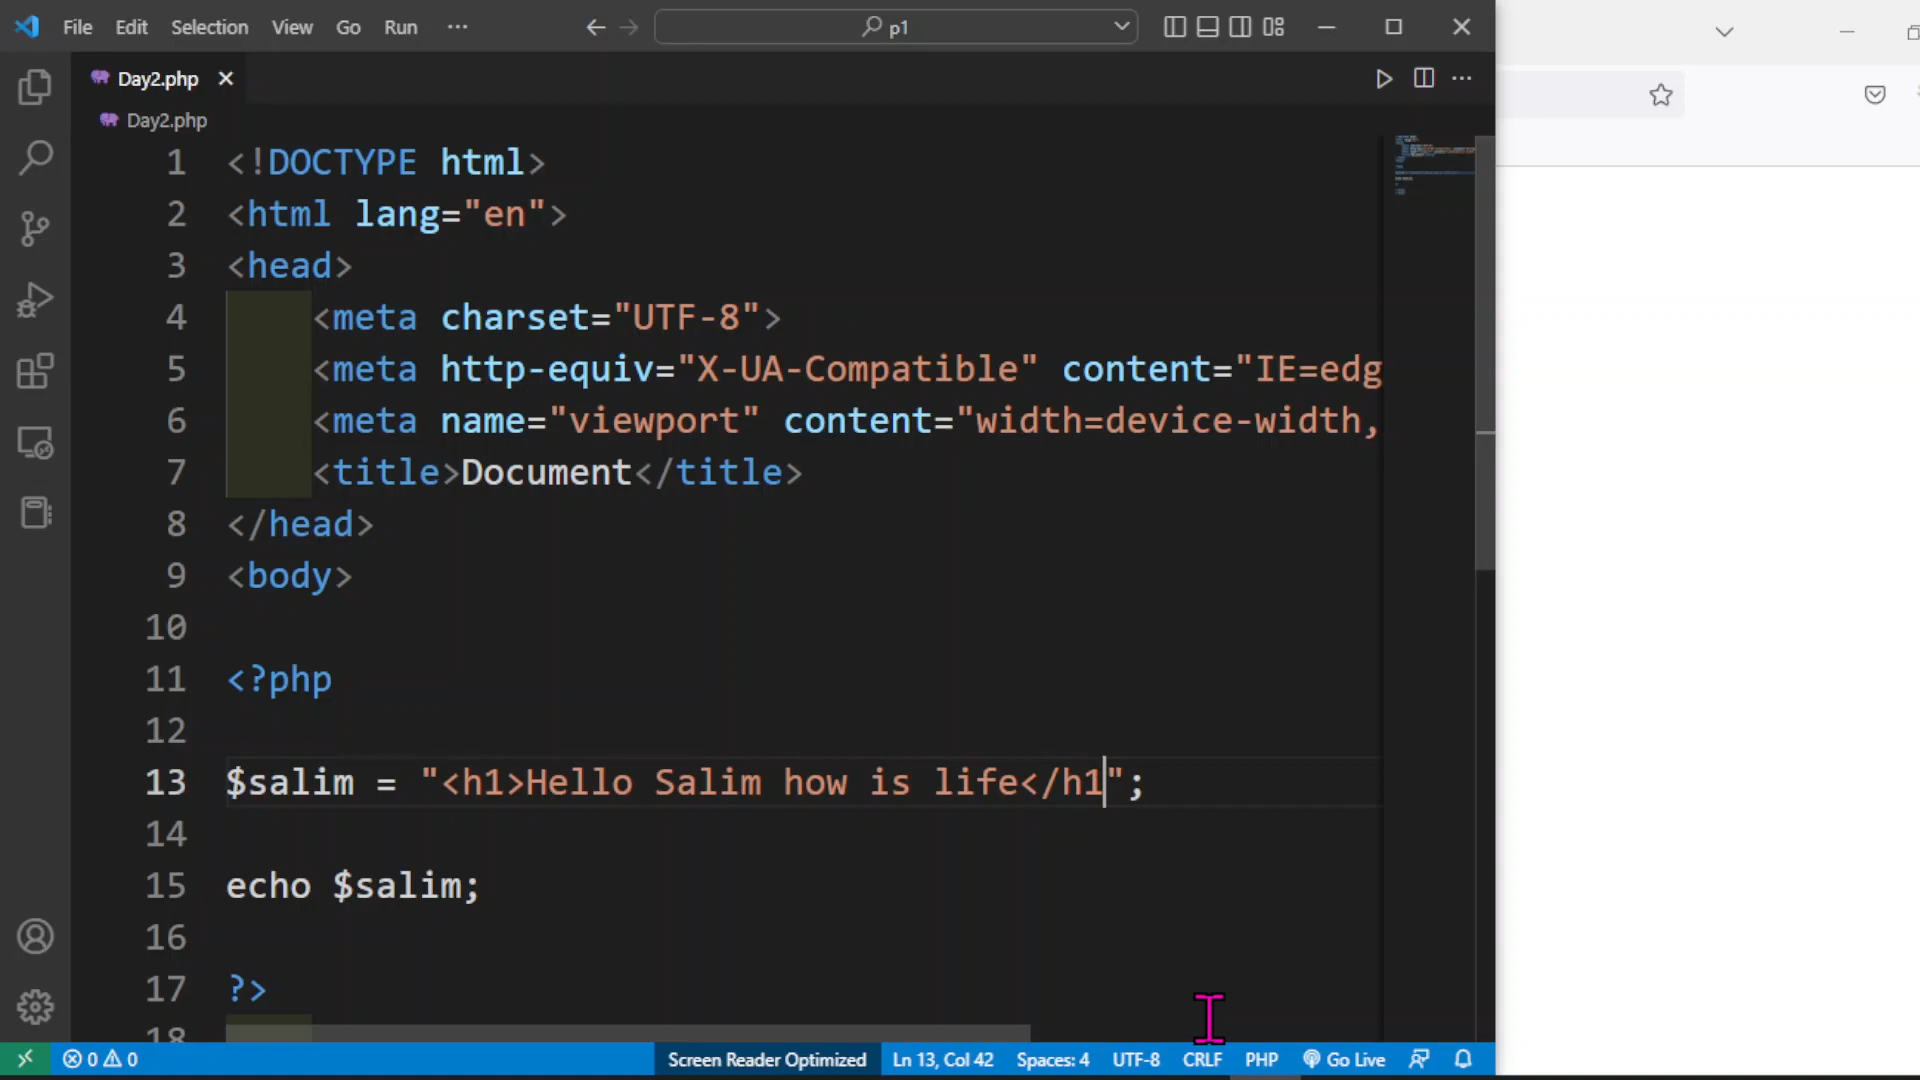 File Edit Selection View Go Run ··· p1
Day2.php
Day2.php
1 <!DOCTYPE html>
2 <html lang="en">
3 <head>
4 <meta charset="UTF-8">
5 <meta http-equiv="X-UA-Compatible" content="IE=edg
6 <meta name="viewport" content="width=device-width,
7 <title>Document</title>
8 </head>
9 <body>
10
11 <?php
12
13 $salim = "<h1>Hello Salim how is life</h1";
14
15 echo $salim;
16
17 ?>
18
0 0 Screen Reader Optimized Ln 13, Col 42 Spaces: 4 UTF-8 CRLF PHP Go Live